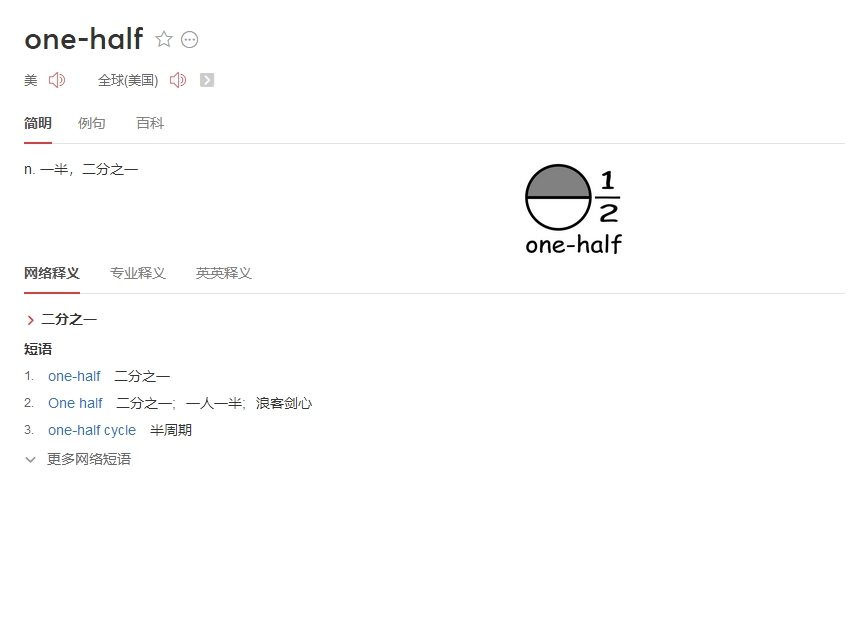 one-half
美 全球(美国)
简明 例句 百科
n. 一半，二分之一
1
2
one-half
网络释义 专业释义 英英释义
二分之一
短语
1. one-half 二分之一
2. One half 二分之一; 一人一半; 浪客剑心
3. one-half cycle 半周期
更多网络短语